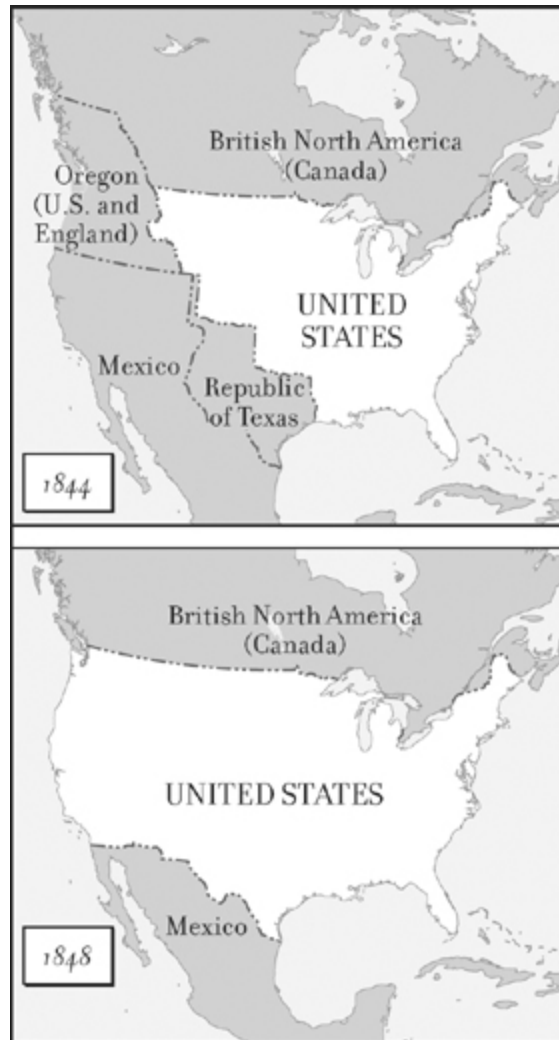 British North America
(Canada)
Oregon
(U.S. and
England)
UNITED
STATES
Mexico
Republic
of Texas
1844
British North America
(Canada)
UNITED STATES
Mexico
1848